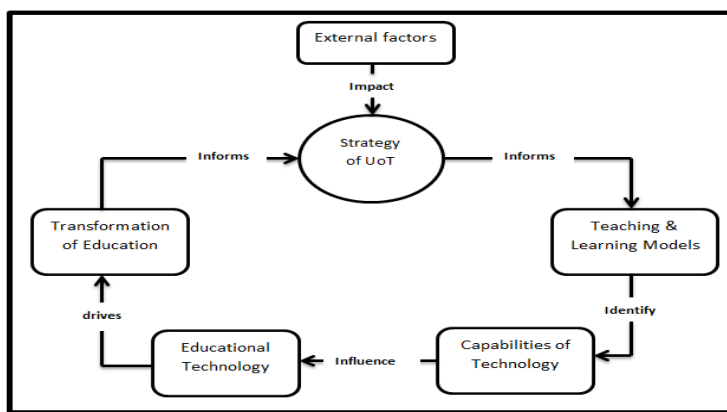 External factors
Impact
Strategy
of UoT
Informs
Informs
Transformation
of Education
Teaching &
Learning Models
drives
Identify
Educational
Technology
Influence
Capabilities of
Technology